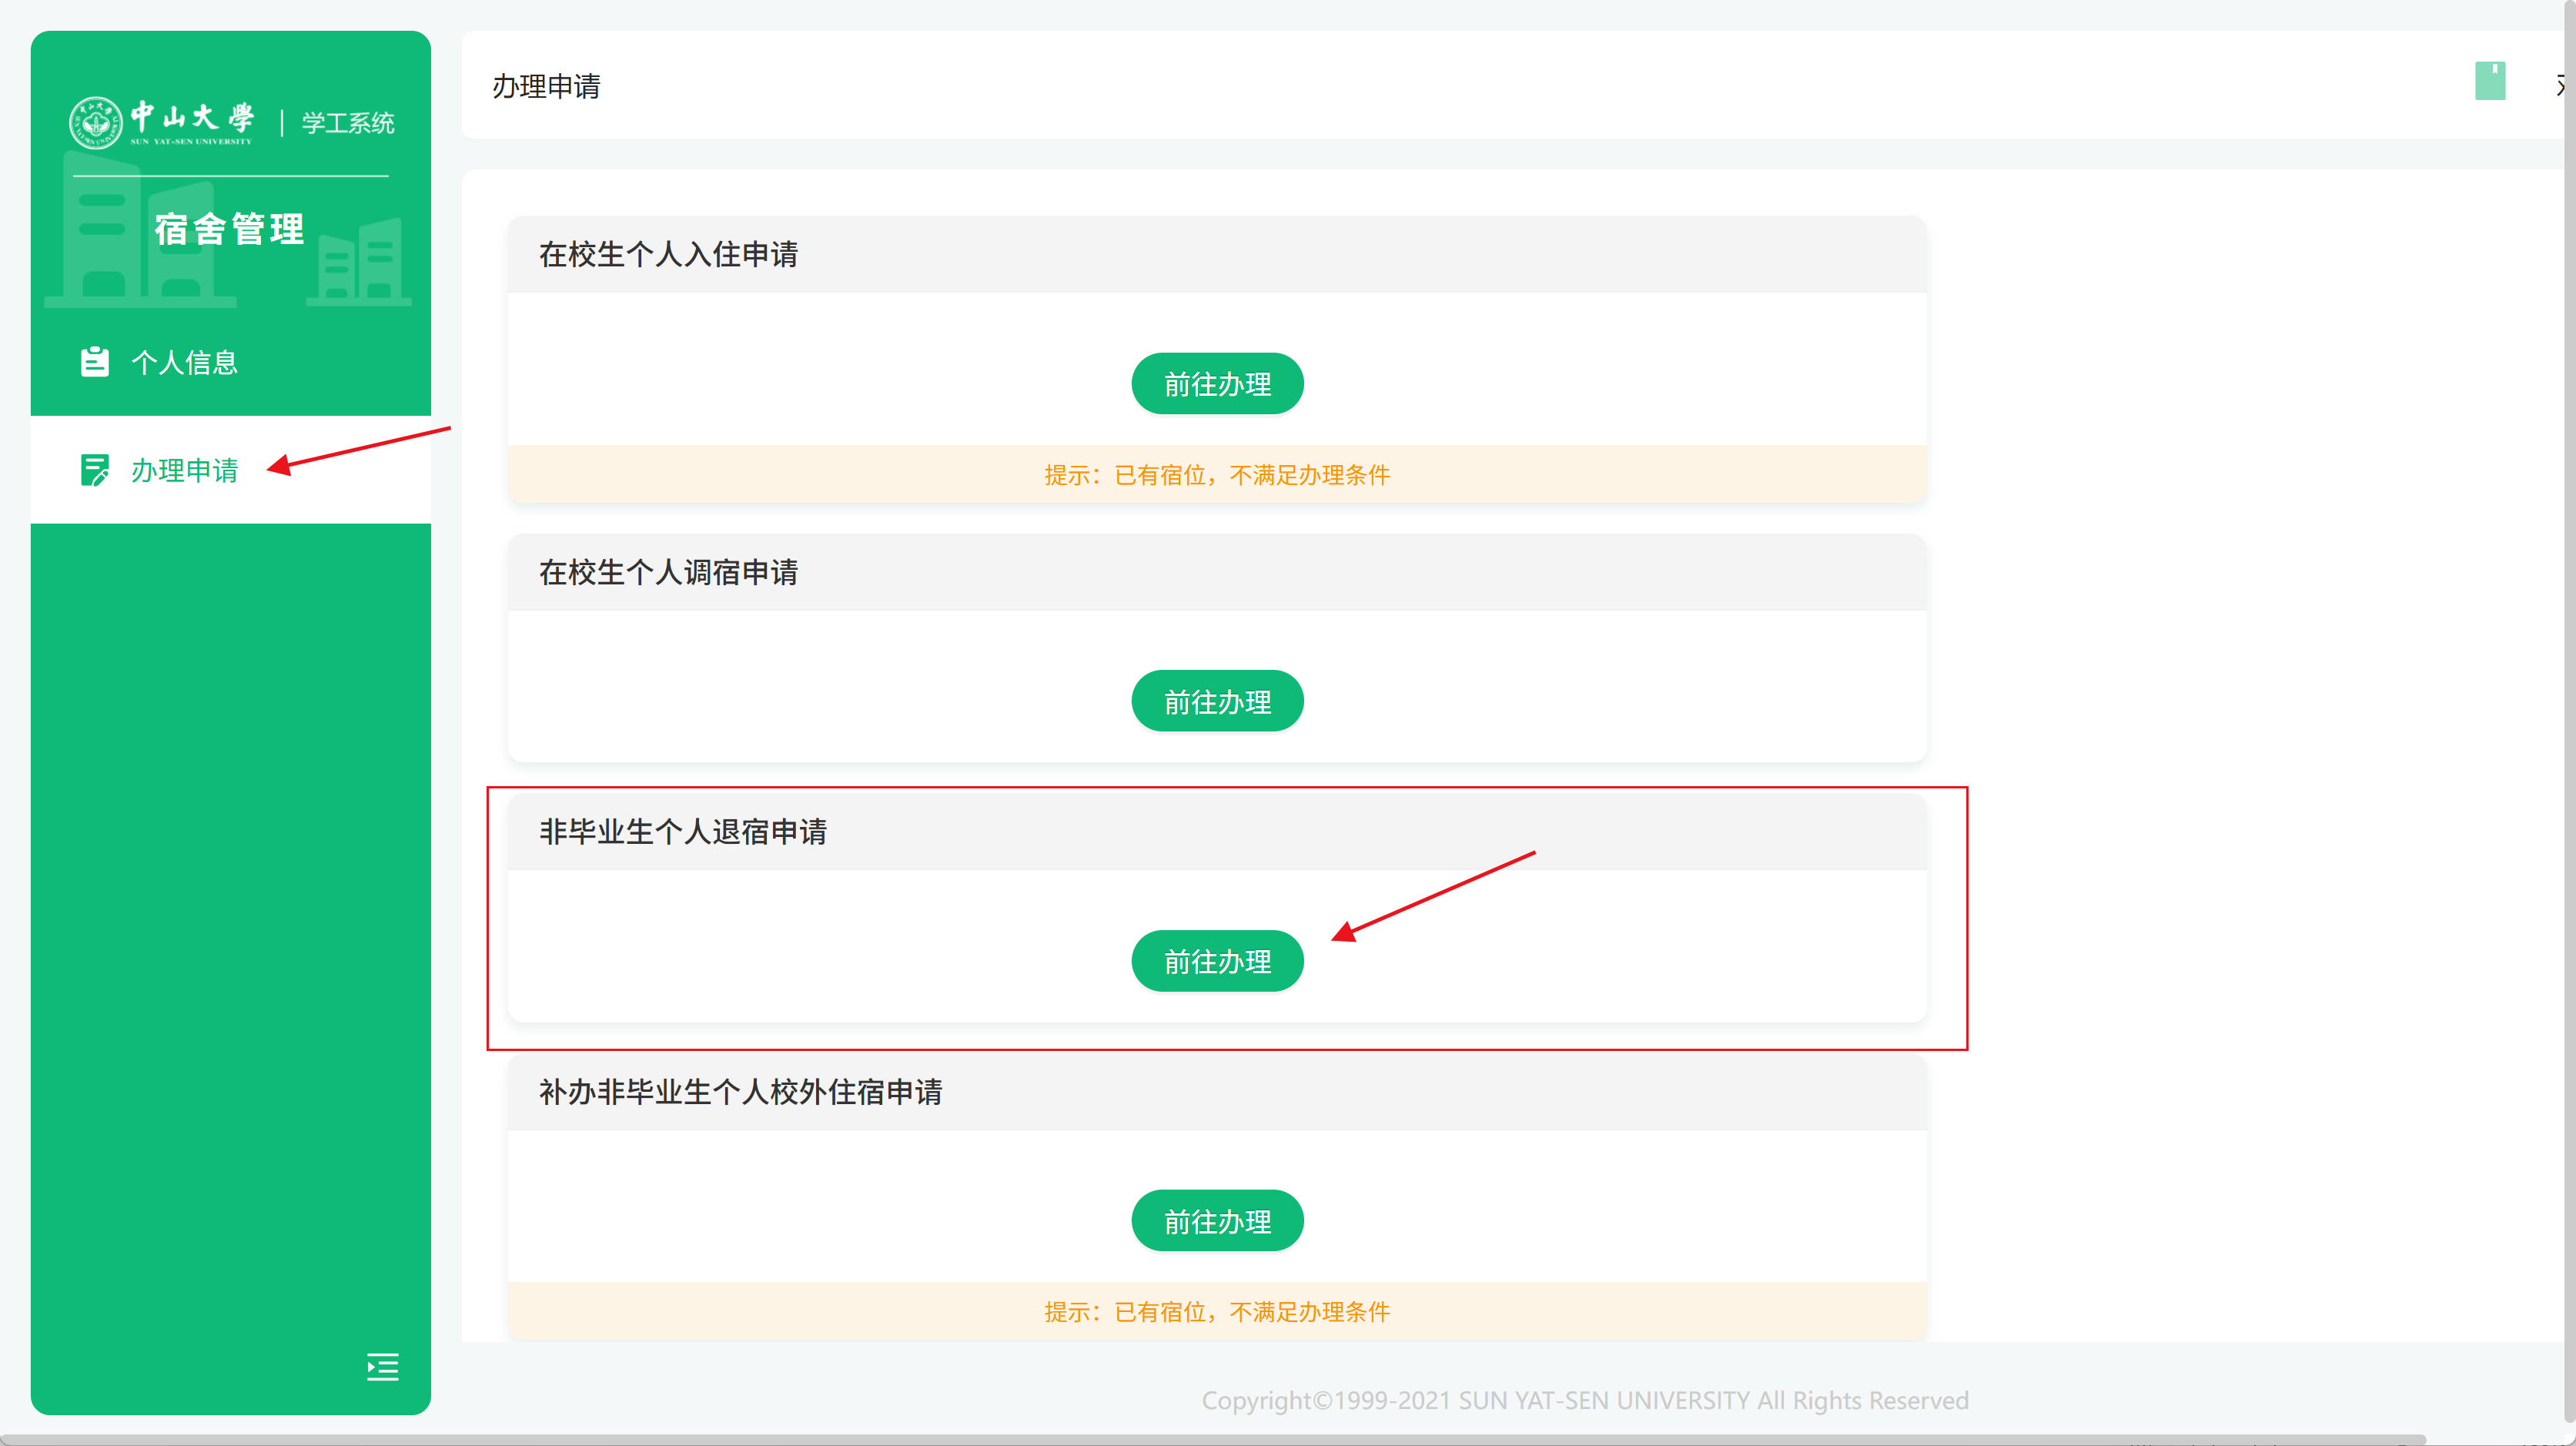 中山大學
SUN YAT-SEN UNIVERSITY
学工系统
宿舍管理
个人信息
办理申请
办理申请
在校生个人入住申请
前往办理
提示：已有宿位，不满足办理条件
在校生个人调宿申请
前往办理
非毕业生个人退宿申请
前往办理
补办非毕业生个人校外住宿申请
前往办理
提示：已有宿位，不满足办理条件
Copyright©1999-2021 SUN YAT-SEN UNIVERSITY All Rights Reserved